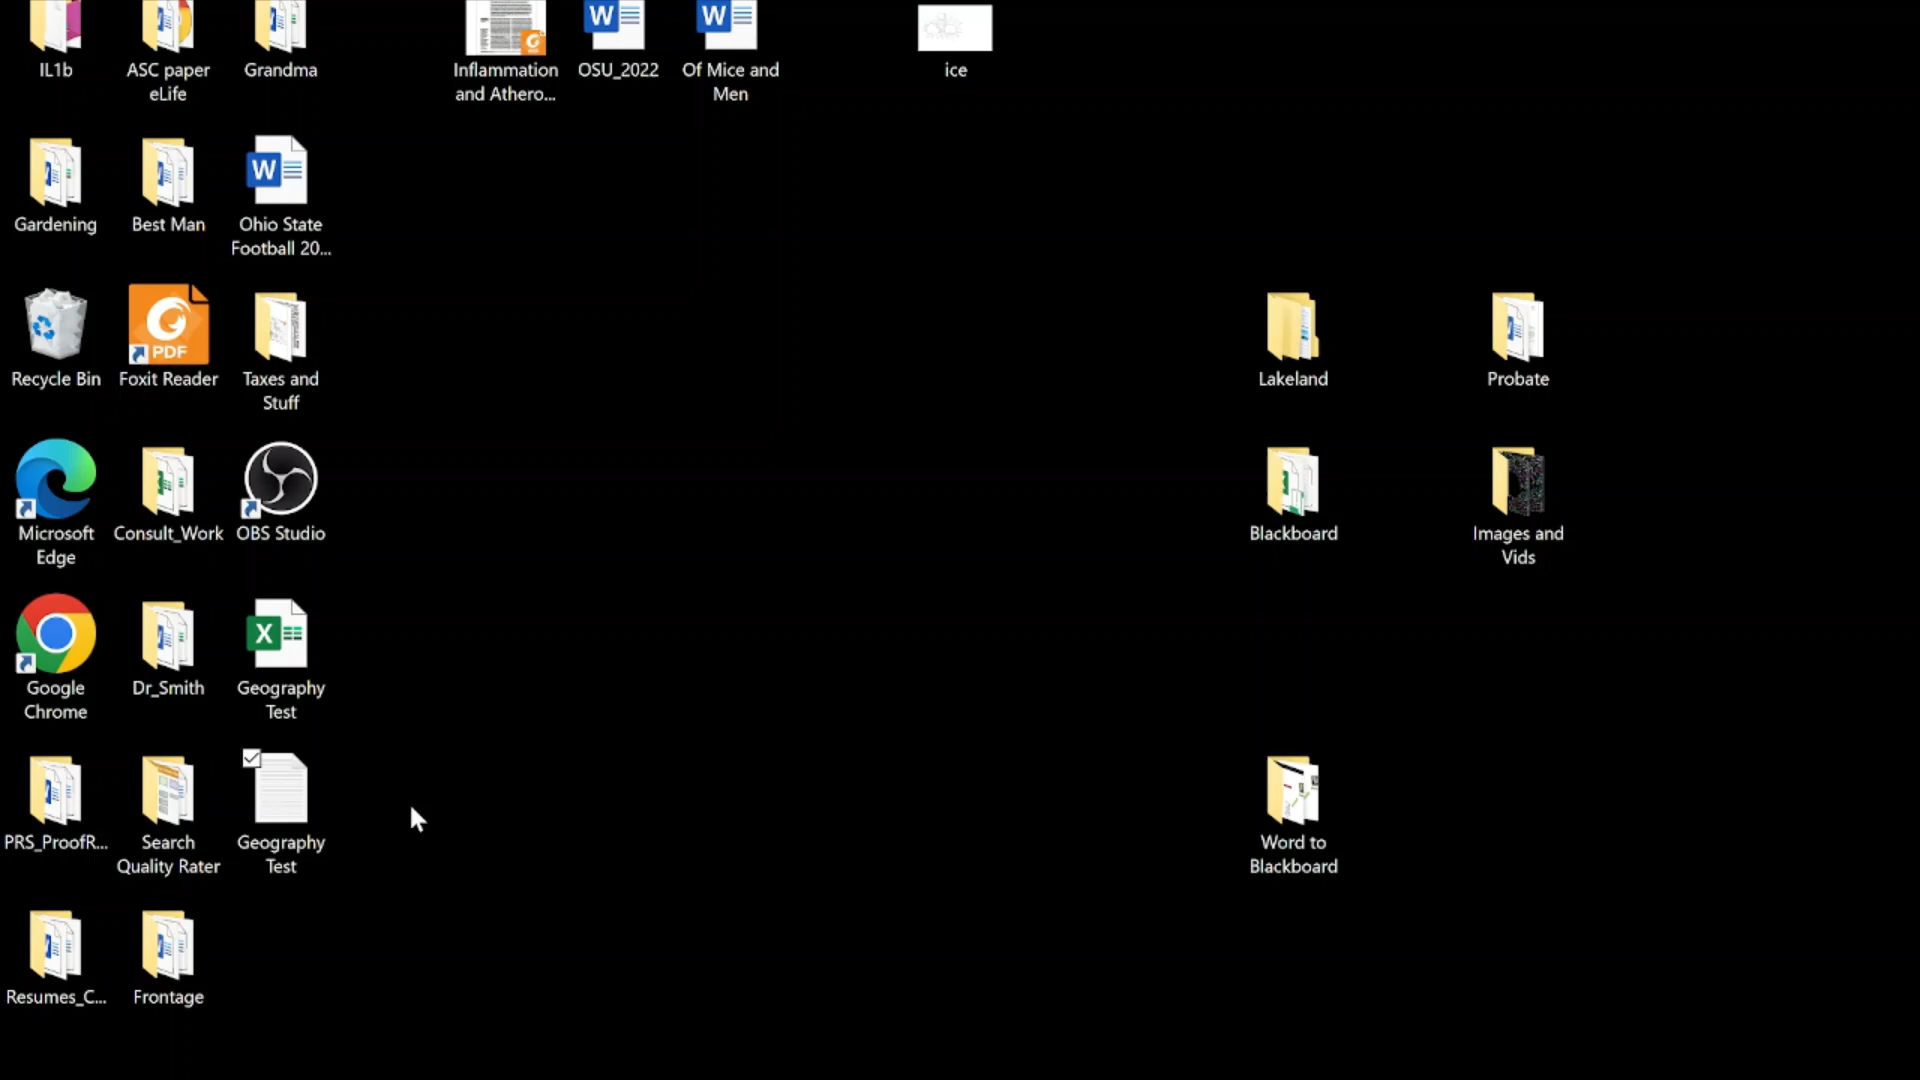 IL1b
ASC paper
eLife
Grandma
Inflammation
and Athero...
OSU_2022
Of Mice and
Men
ice
Gardening
Best Man
Ohio State
Football 20...
Recycle Bin
PDF
Foxit Reader
Taxes and
Stuff
Lakeland
Probate
Microsoft
Edge
Consult_Work
OBS Studio
Blackboard
Images and
Vids
Google
Chrome
Dr_Smith
Geography
Test
PRS_ProofR...
Search
Quality Rater
Geography
Test
Word to
Blackboard
Resumes_C...
Frontage